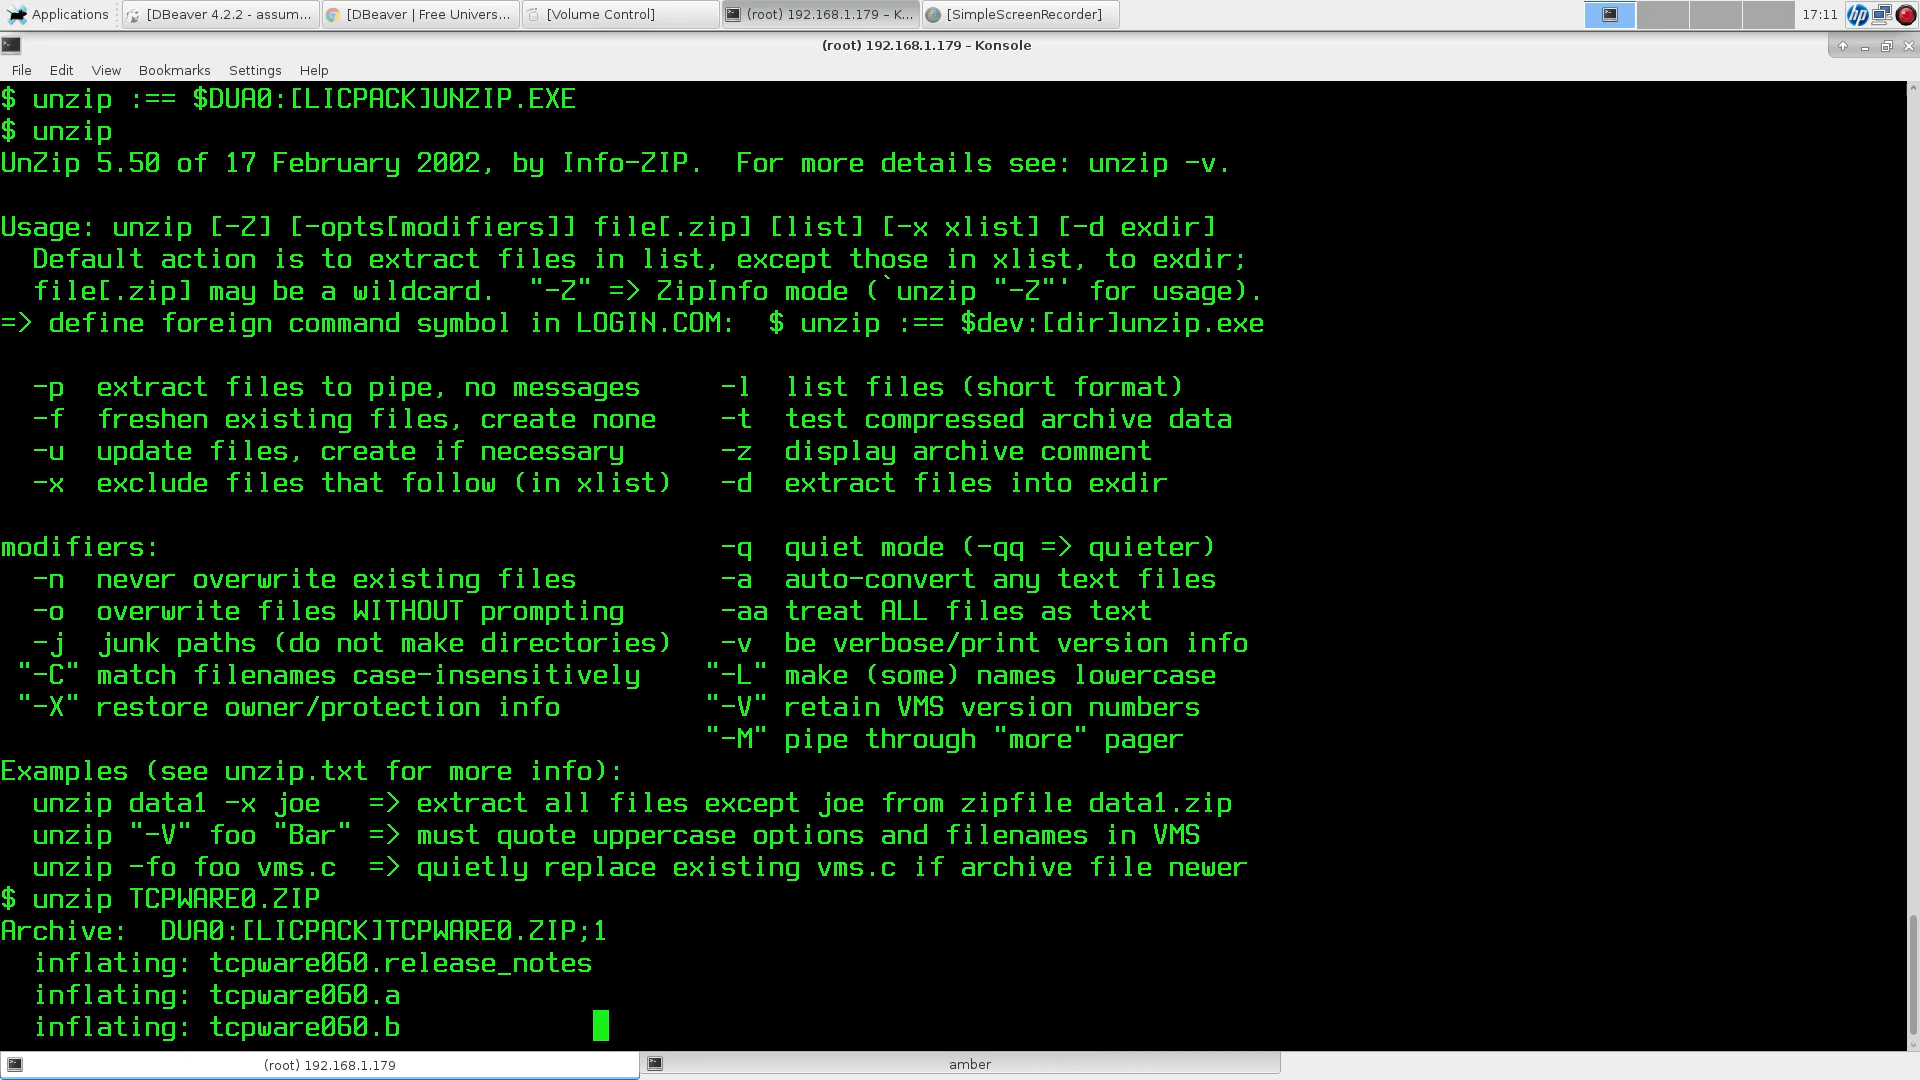 Applications [DBeaver 4.2.2 - assum... [DBeaver | Free Univers... [Volume Control] (root) 192.168.1.179 – K... [SimpleScreenRecorder] 17:11
(root) 192.168.1.179 – Konsole
File Edit View Bookmarks Settings Help
$ unzip :== $DUA0:[LICPACK]UNZIP.EXE
$ unzip
UnZip 5.50 of 17 February 2002, by Info-ZIP.  For more details see: unzip -v.
Usage: unzip [-Z] [-opts[modifiers]] file[.zip] [list] [-x xlist] [-d exdir]
  Default action is to extract files in list, except those in xlist, to exdir;
  file[.zip] may be a wildcard.  "-Z" => ZipInfo mode (`unzip "-Z"' for usage).
=> define foreign command symbol in LOGIN.COM:  $ unzip :== $dev:[dir]unzip.exe
  -p  extract files to pipe, no messages     -l  list files (short format)
  -f  freshen existing files, create none    -t  test compressed archive data
  -u  update files, create if necessary      -z  display archive comment
  -x  exclude files that follow (in xlist)   -d  extract files into exdir
modifiers:                                   -q  quiet mode (-qq => quieter)
  -n  never overwrite existing files         -a  auto-convert any text files
  -o  overwrite files WITHOUT prompting      -aa treat ALL files as text
  -j  junk paths (do not make directories)   -v  be verbose/print version info
 "-C" match filenames case-insensitively    "-L" make (some) names lowercase
 "-X" restore owner/protection info         "-V" retain VMS version numbers
                                            "-M" pipe through "more" pager
Examples (see unzip.txt for more info):
  unzip data1 -x joe   => extract all files except joe from zipfile data1.zip
  unzip "-V" foo "Bar" => must quote uppercase options and filenames in VMS
  unzip -fo foo vms.c  => quietly replace existing vms.c if archive file newer
$ unzip TCPWARE0.ZIP
Archive:  DUA0:[LICPACK]TCPWARE0.ZIP;1
  inflating: tcpware060.release_notes
  inflating: tcpware060.a
  inflating: tcpware060.b
(root) 192.168.1.179 amber